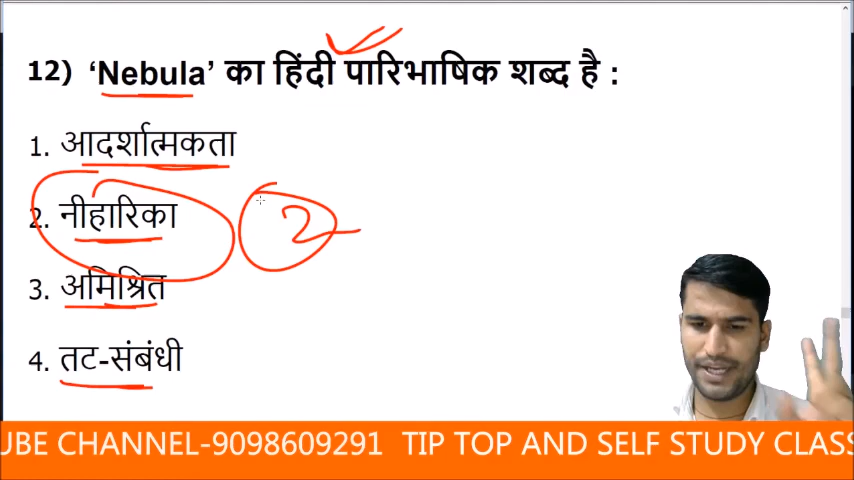 12) ‘Nebula’ का हिंदी पारिभाषिक शब्द है :
1. आदर्शात्मकता
2. नीहारिका
2
3. अमिश्रित
4. तट-संबंधी
UBE CHANNEL-9098609291 TIP TOP AND SELF STUDY CLASS